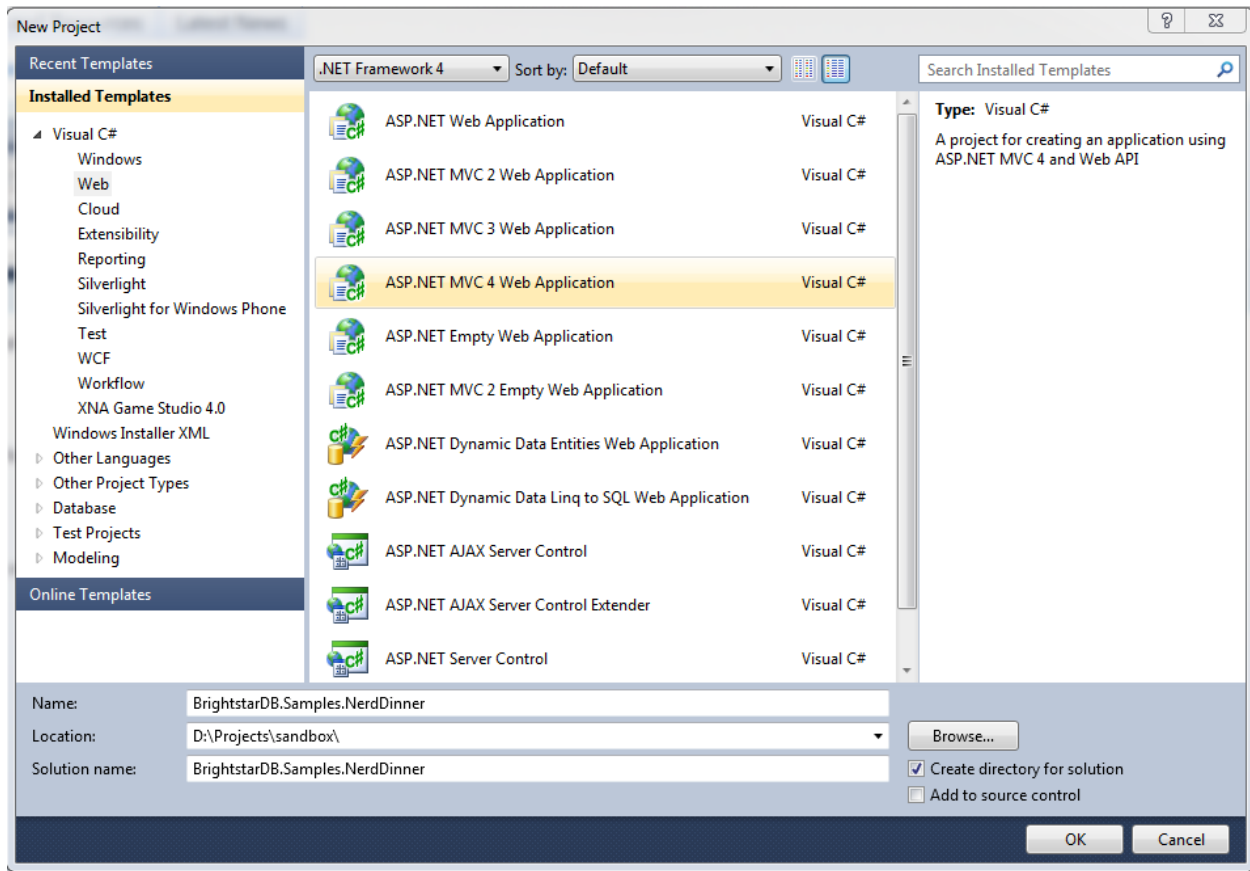 New Project
Recent Templates
Installed Templates
Visual C#
Windows
Web
Cloud
Extensibility
Reporting
Silverlight
Silverlight for Windows Phone
Test
WCF
Workflow
XNA Game Studio 4.0
Windows Installer XML
Other Languages
Other Project Types
Database
Test Projects
Modeling
Online Templates
.NET Framework 4 Sort by: Default
ASP.NET Web Application Visual C#
ASP.NET MVC 2 Web Application Visual C#
ASP.NET MVC 3 Web Application Visual C#
ASP.NET MVC 4 Web Application Visual C#
ASP.NET Empty Web Application Visual C#
ASP.NET MVC 2 Empty Web Application Visual C#
ASP.NET Dynamic Data Entities Web Application Visual C#
ASP.NET Dynamic Data Linq to SQL Web Application Visual C#
ASP.NET AJAX Server Control Visual C#
ASP.NET AJAX Server Control Extender Visual C#
ASP.NET Server Control Visual C#
Search Installed Templates
Type: Visual C#
A project for creating an application using
ASP.NET MVC 4 and Web API
Name: BrightstarDB.Samples.NerdDinner
Location: D:\Projects\sandbox\ Browse...
Solution name: BrightstarDB.Samples.NerdDinner Create directory for solution
Add to source control
OK Cancel